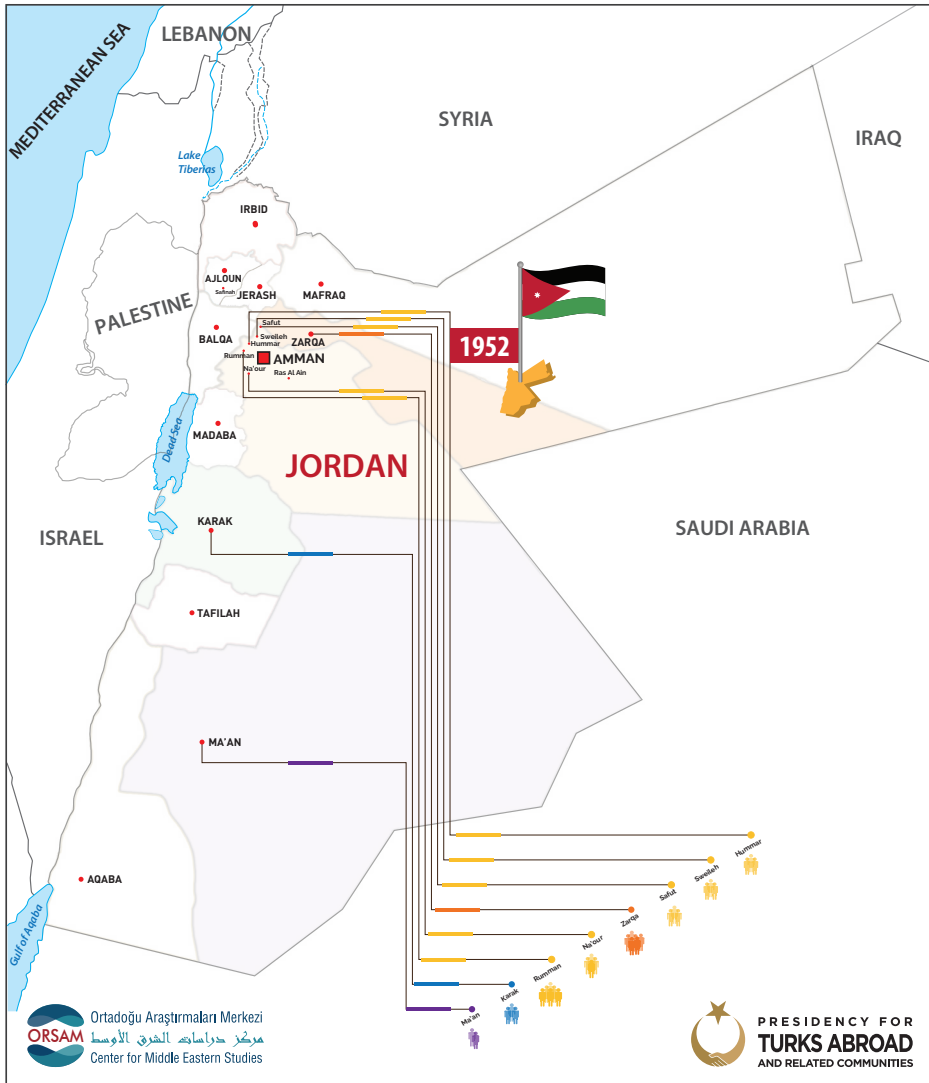 MEDITERRANEAN SEA
LEBANON
SYRIA
IRAQ
Lake
Tiberias
IRBID
AJLOUN
Sannah
JERASH
MAFRAQ
PALESTINE
BALQA
Safut
Swelleh
Hummar
ZARQA
Rumman
AMMAN
Na'our
Ras Al Ain
1952
MADABA
Dead Sea
JORDAN
KARAK
ISRAEL
SAUDI ARABIA
TAFILAH
MA'AN
AQABA
Gulf of Aqaba
Hummar
Swelleh
Safut
Zarqa
Na'our
Rumman
Karak
Ma'an
ORSAM
Ortadoğu Araştırmaları Merkezi
مركز دراسات الشرق الأوسط
Center for Middle Eastern Studies
PRESIDENCY FOR
TURKS ABROAD
AND RELATED COMMUNITIES